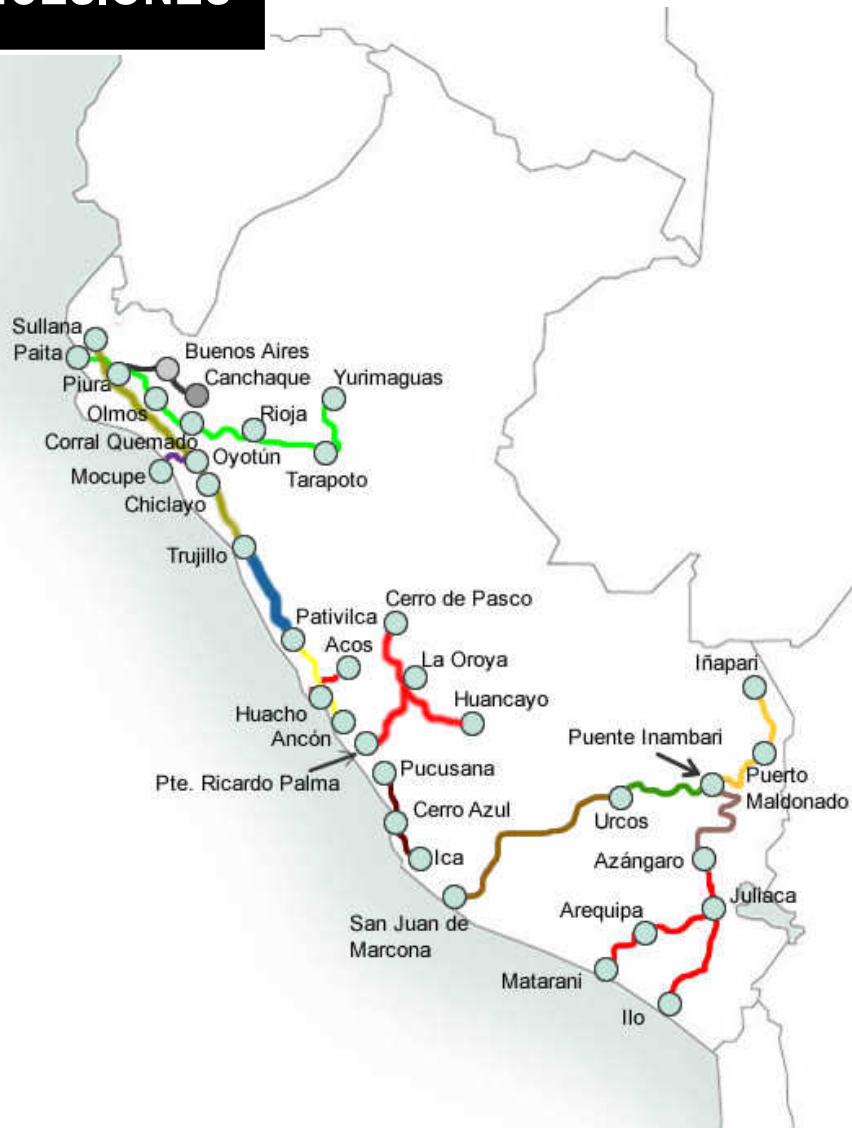 Sullana
Paita
Buenos Aires
Piura
Canchaque
Yurimaguas
Olmos
Rioja
Corral Quemado
Oyotún
Mocupe
Tarapoto
Chiclayo
Trujillo
Cerro de Pasco
Pativilca
Acos
La Oroya
Iñapari
Huancayo
Huacho
Ancón
Puente Inambari
Pte. Ricardo Palma
Pucusana
Puerto
Maldonado
Cerro Azul
Urcos
Ica
Azángaro
Juliaca
Arequipa
San Juan de
Marcona
Matarani
Ilo